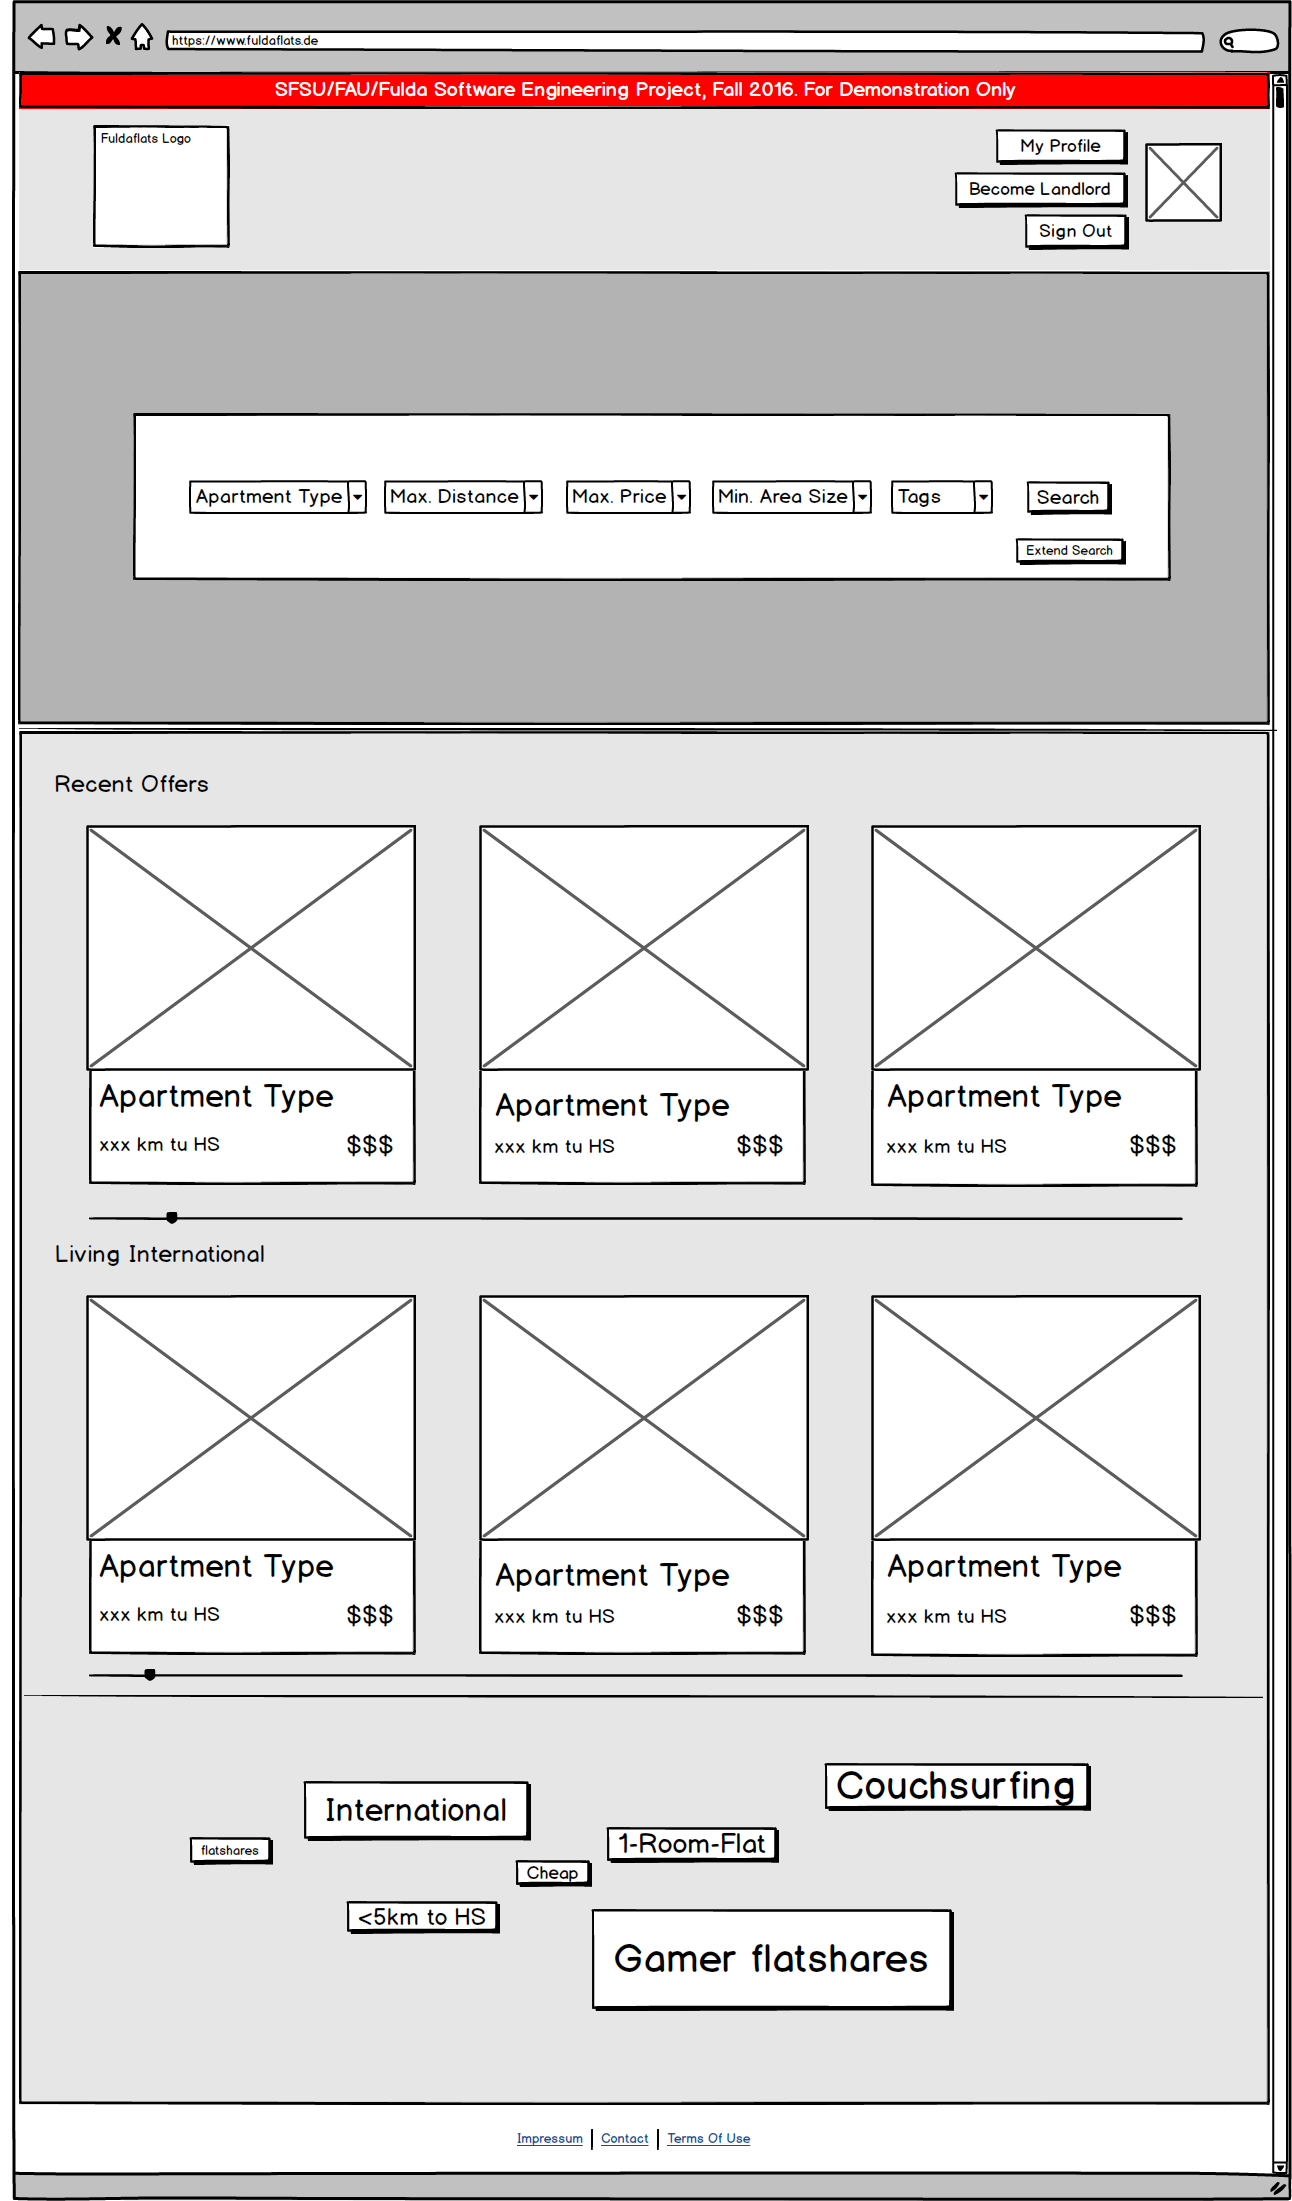 https://www.fuldaflats.de
SFSU/FAU/Fulda Software Engineering Project, Fall 2016. For Demonstration Only
Fuldaflats Logo
My Profile
Become Landlord
Sign Out
Apartment Type Max. Distance Max. Price Min. Area Size Tags Search
Extend Search
Recent Offers
Apartment Type Apartment Type Apartment Type
xxx km tu HS $$$ xxx km tu HS $$$ xxx km tu HS $$$
Living International
Apartment Type Apartment Type Apartment Type
xxx km tu HS $$$ xxx km tu HS $$$ xxx km tu HS $$$
Couchsurfing
International
1-Room-Flat
flatshares
Cheap
<5km to HS
Gamer flatshares
Impressum Contact Terms Of Use